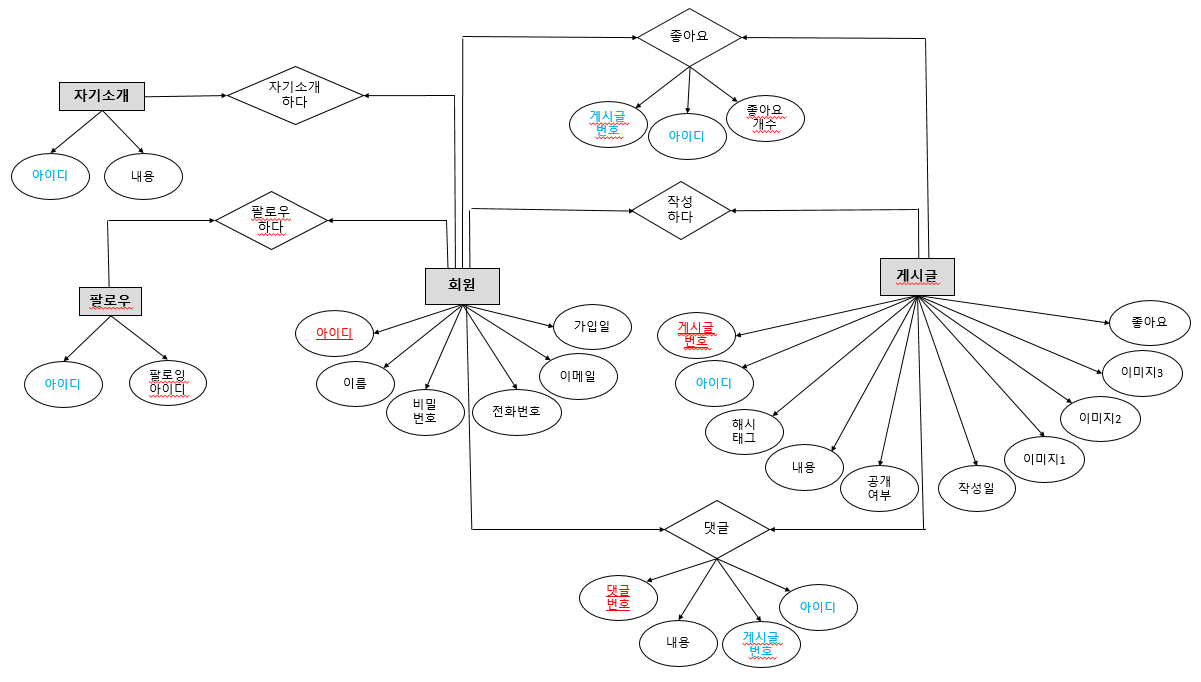 좋아요
자기소개
자기소개
하다
게시글
번호
아이디
좋아요
개수
아이디
내용
팔로우
하다
작성
하다
팔로우
회원
게시글
아이디
가입일
게시글
번호
좋아요
아이디
팔로잉
아이디
이름
이메일
아이디
이미지3
비밀
번호
전화번호
해시
태그
이미지2
내용
공개
여부
작성일
이미지1
댓글
댓글
번호
아이디
내용
게시글
번호